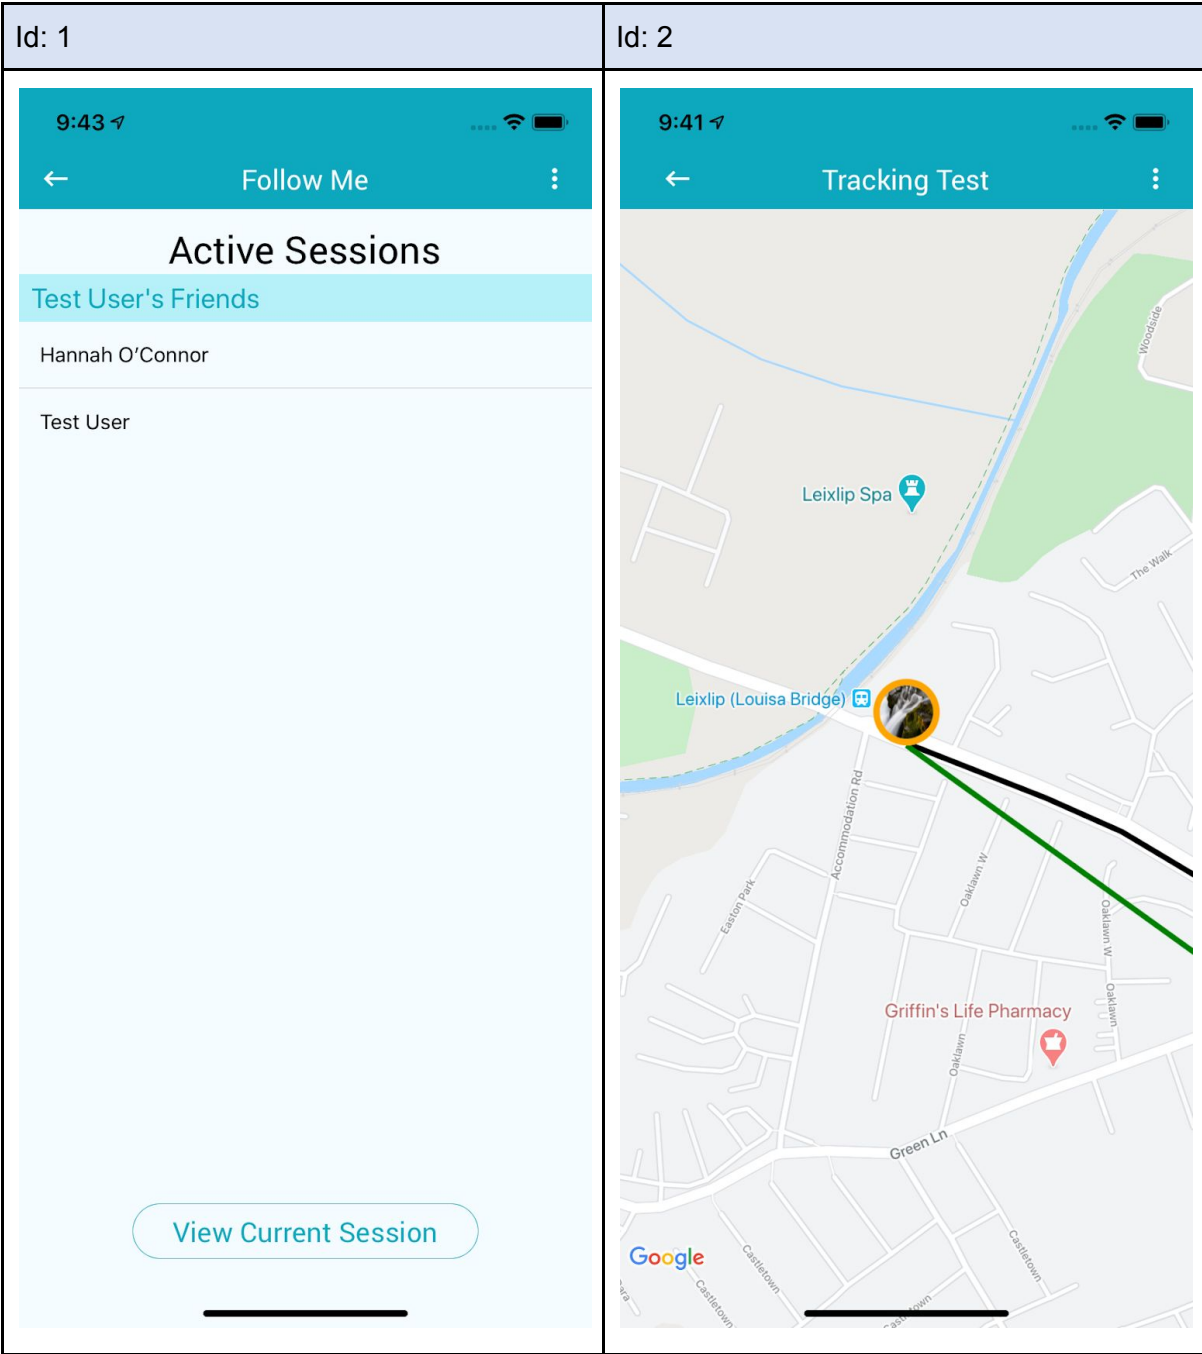 Id: 1
Id: 2
9:43
Follow Me
Active Sessions
Test User's Friends
Hannah O’Connor
Test User
View Current Session
9:41
Tracking Test
Woodside
Leixlip Spa
The Walk
Leixlip (Louisa Bridge)
Accommodation Rd
Oaklawn W
Easton Park
Oaklawn W
Oaklawn
Griffin's Life Pharmacy
Oaklawn
Green Ln
Castletown
Castletown
Google
Castletown